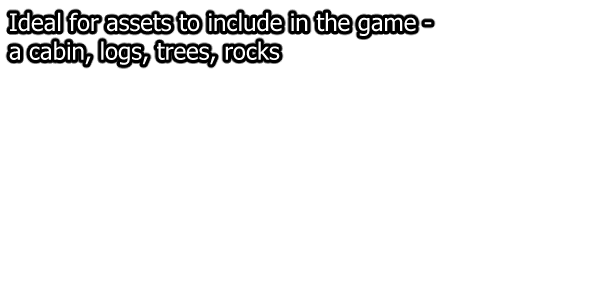 Ideal for assets to include in the game -
a cabin, logs, trees, rocks